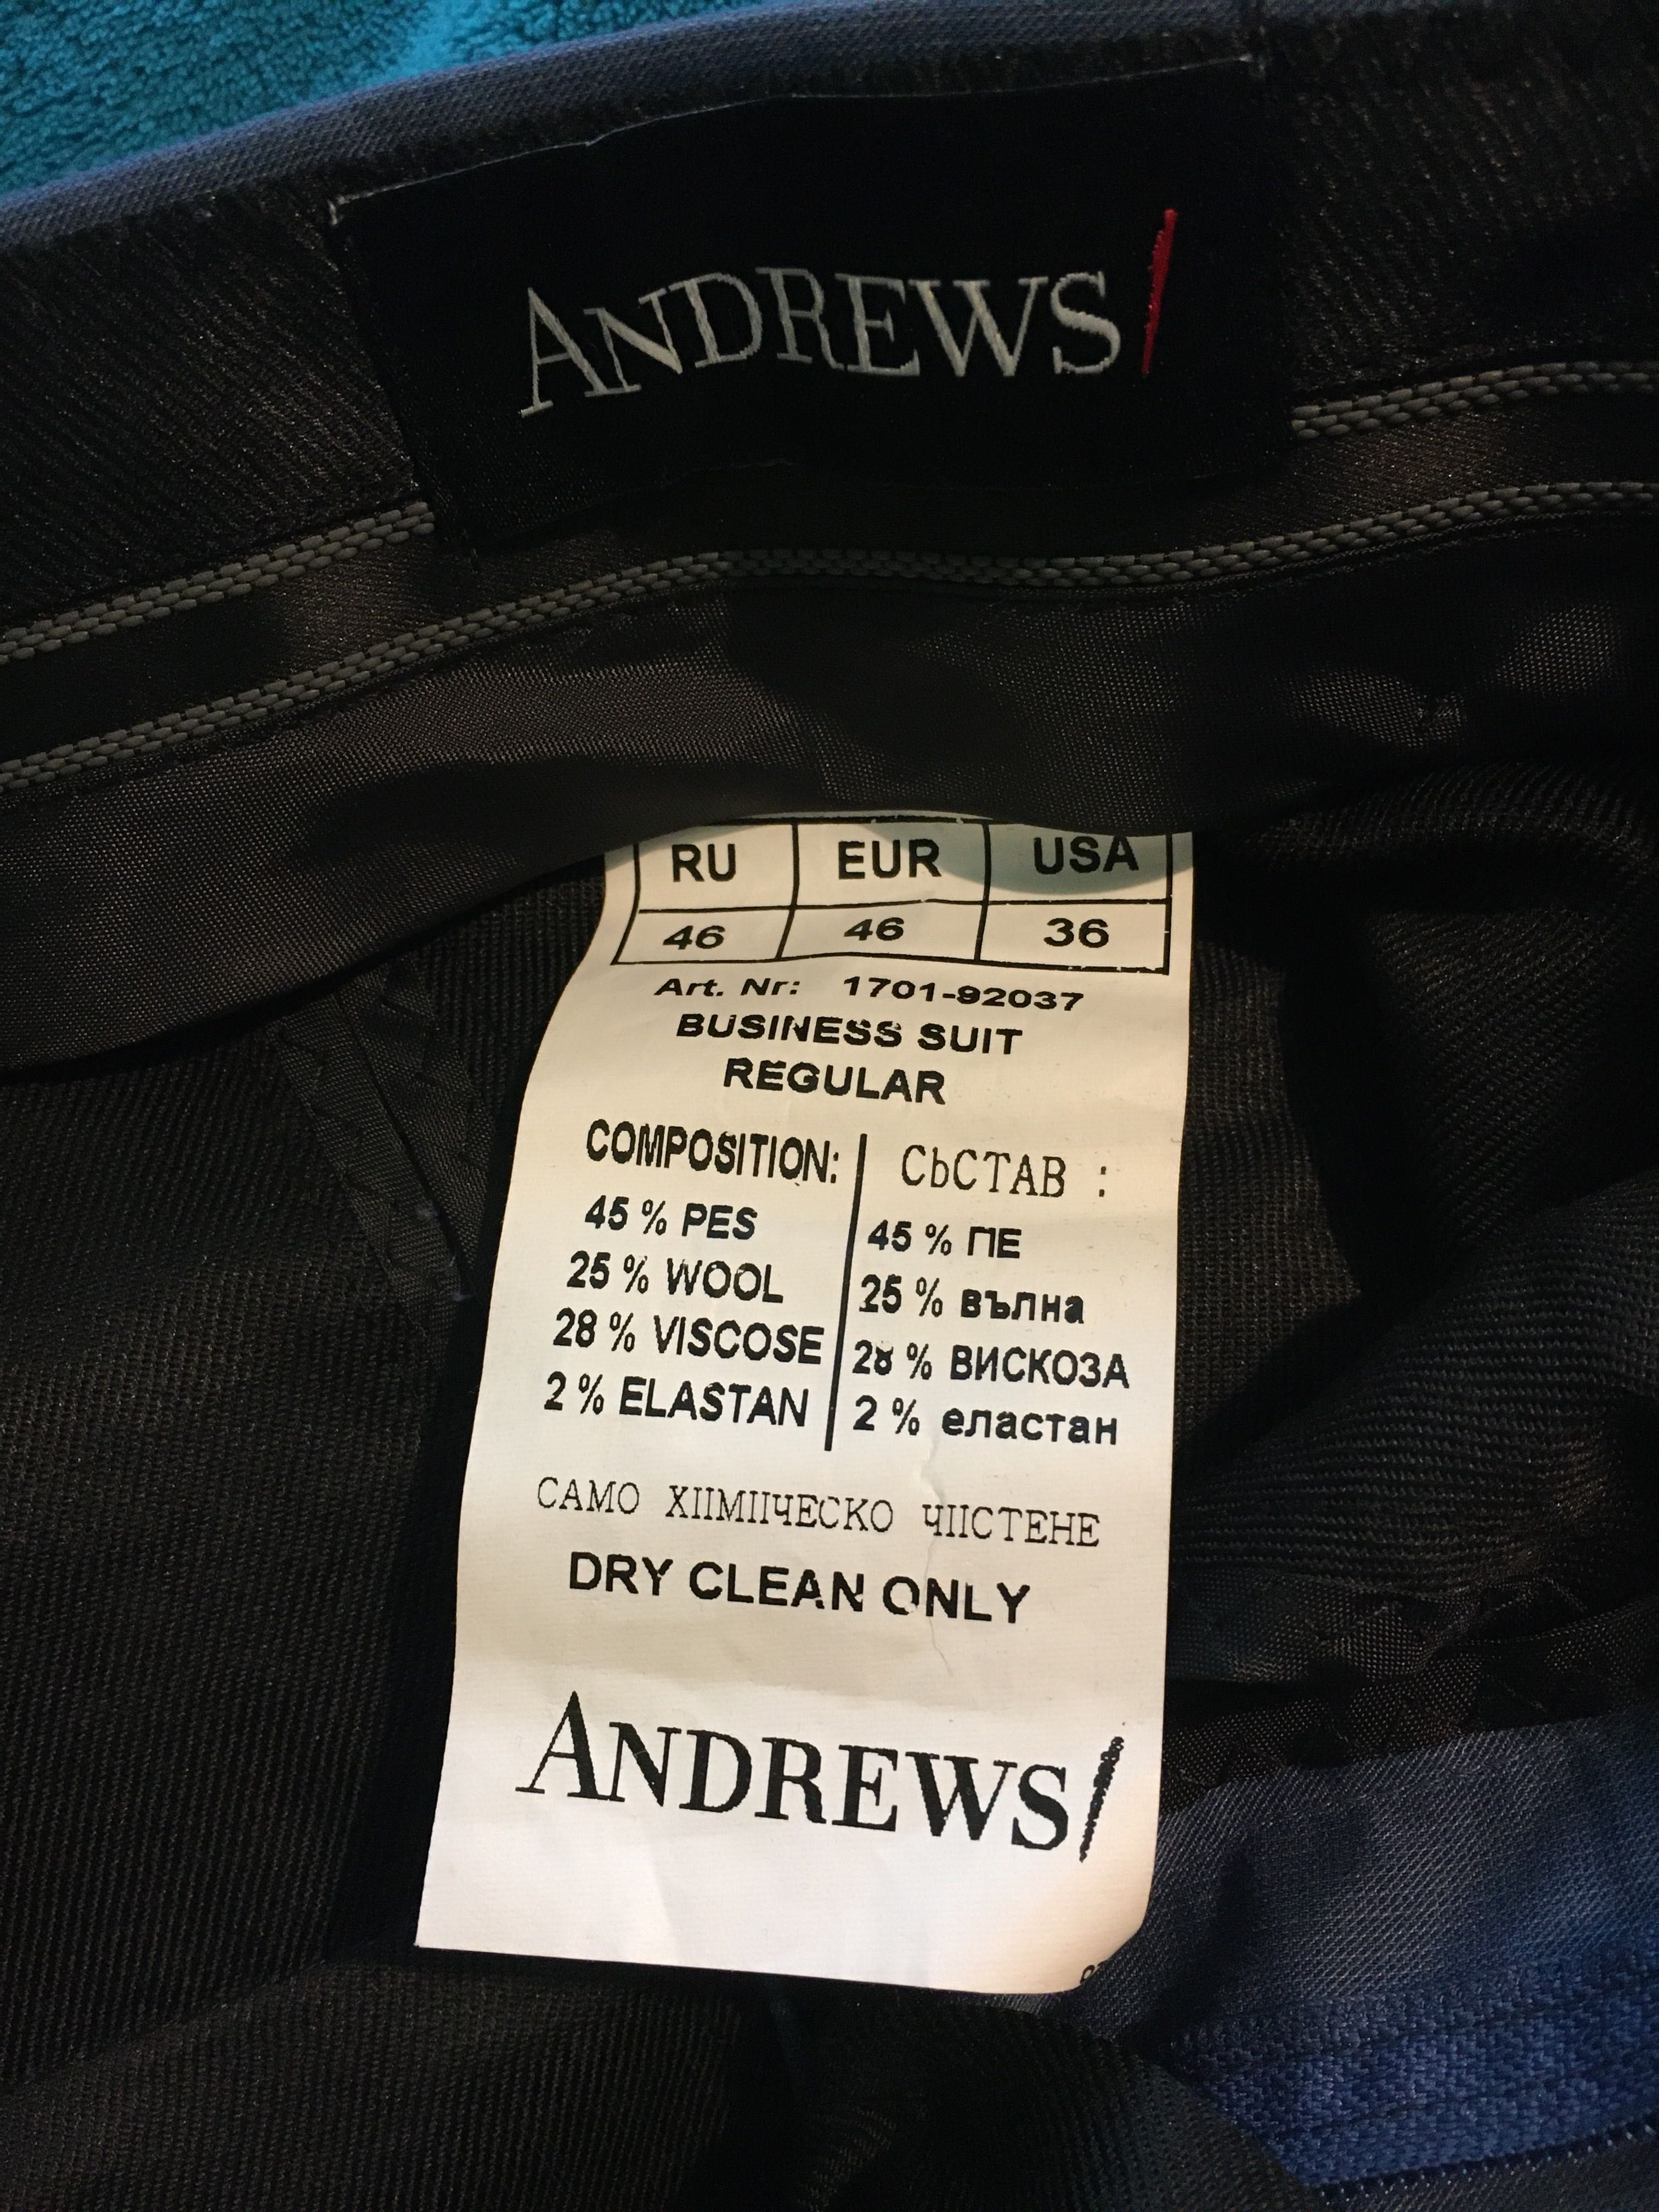 ANDREWS/
RU EUR USA
46 46 36
Art. Nr: 1701-92037
BUSINESS SUIT
REGULAR
COMPOSITION: СЪСТАВ :
45 % PES 45 % ПЕ
25 % WOOL 25 % вълна
28 % VISCOSE 28 % ВИСКОЗА
2 % ELASTAN 2 % еластан
САМО ХИМИЧЕСКО ЧИСТЕНЕ
DRY CLEAN ONLY
ANDREWS/